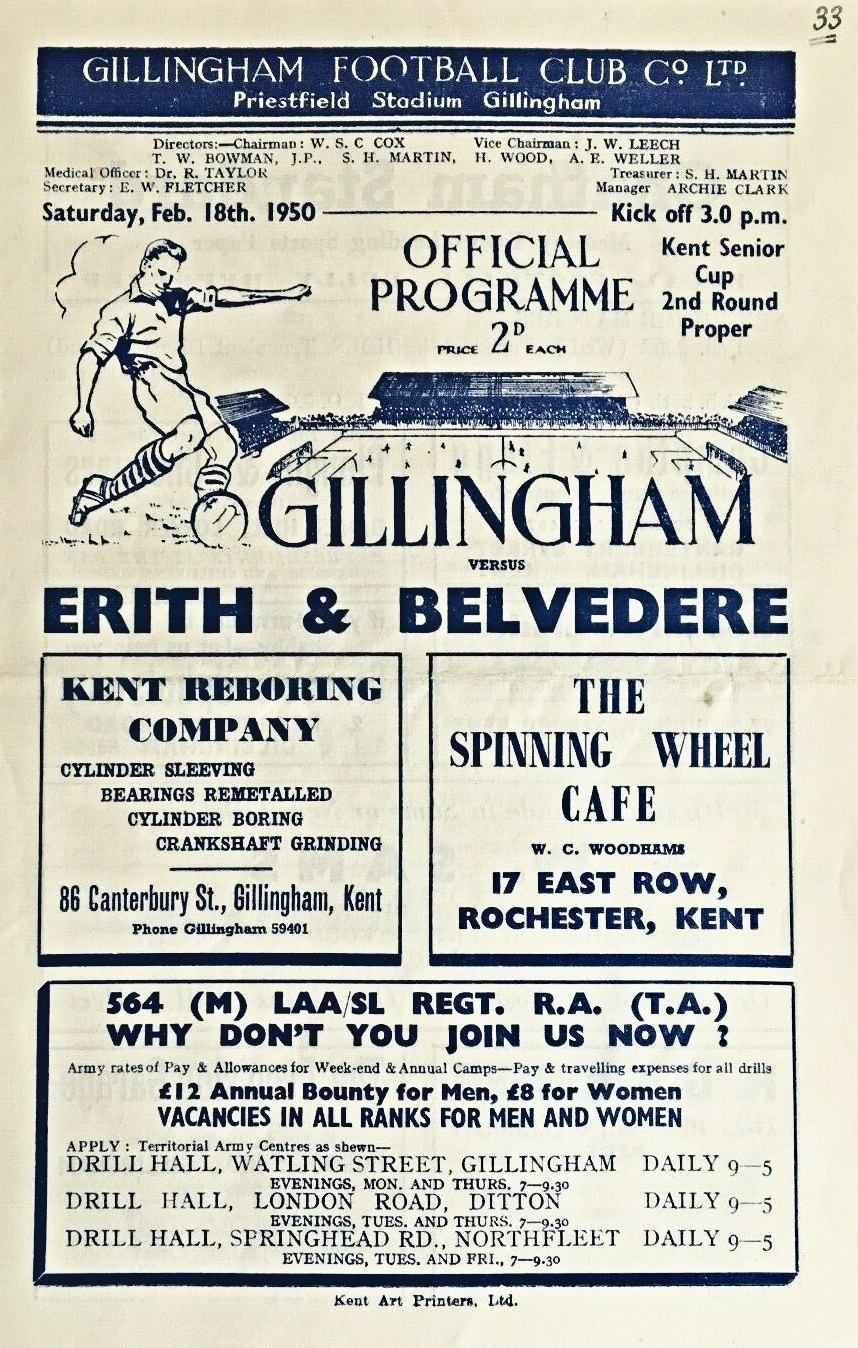 33
GILLINGHAM FOOTBALL CLUB Cº LTD.
Priestfield Stadium Gillingham
Directors:—Chairman: W. S. C COX Vice Chairman: J. W. LEECH
T. W. BOWMAN, J.P., S. H. MARTIN, H. WOOD, A. E. WELLER
Medical Officer: Dr. R. TAYLOR Treasurer: S. H. MARTIN
Secretary: E. W. FLETCHER Manager ARCHIE CLARK
Saturday, Feb. 18th. 1950 Kick off 3.0 p.m.
OFFICIAL
PROGRAMME
PRICE 2D EACH
Kent Senior
Cup
2nd Round
Proper
GILLINGHAM
VERSUS
ERITH & BELVEDERE
KENT REBORING
COMPANY
CYLINDER SLEEVING
BEARINGS REMETALLED
CYLINDER BORING
CRANKSHAFT GRINDING
86 Canterbury St., Gillingham, Kent
Phone Gillingham 59401
THE
SPINNING WHEEL
CAFE
W. C. WOODHAMS
17 EAST ROW,
ROCHESTER, KENT
564 (M) LAA/SL REGT. R.A. (T.A.)
WHY DON'T YOU JOIN US NOW ?
Army rates of Pay & Allowances for Week-end & Annual Camps—Pay & travelling expenses for all drills
£12 Annual Bounty for Men, £8 for Women
VACANCIES IN ALL RANKS FOR MEN AND WOMEN
APPLY: Territorial Army Centres as shewn—
DRILL HALL, WATLING STREET, GILLINGHAM DAILY 9—5
EVENINGS, MON. AND THURS. 7—9.30
DRILL HALL, LONDON ROAD, DITTON DAILY 9—5
EVENINGS, TUES. AND THURS. 7—9.30
DRILL HALL, SPRINGHEAD RD., NORTHFLEET DAILY 9—5
EVENINGS, TUES. AND FRI., 7—9.30
Kent Art Printers, Ltd.